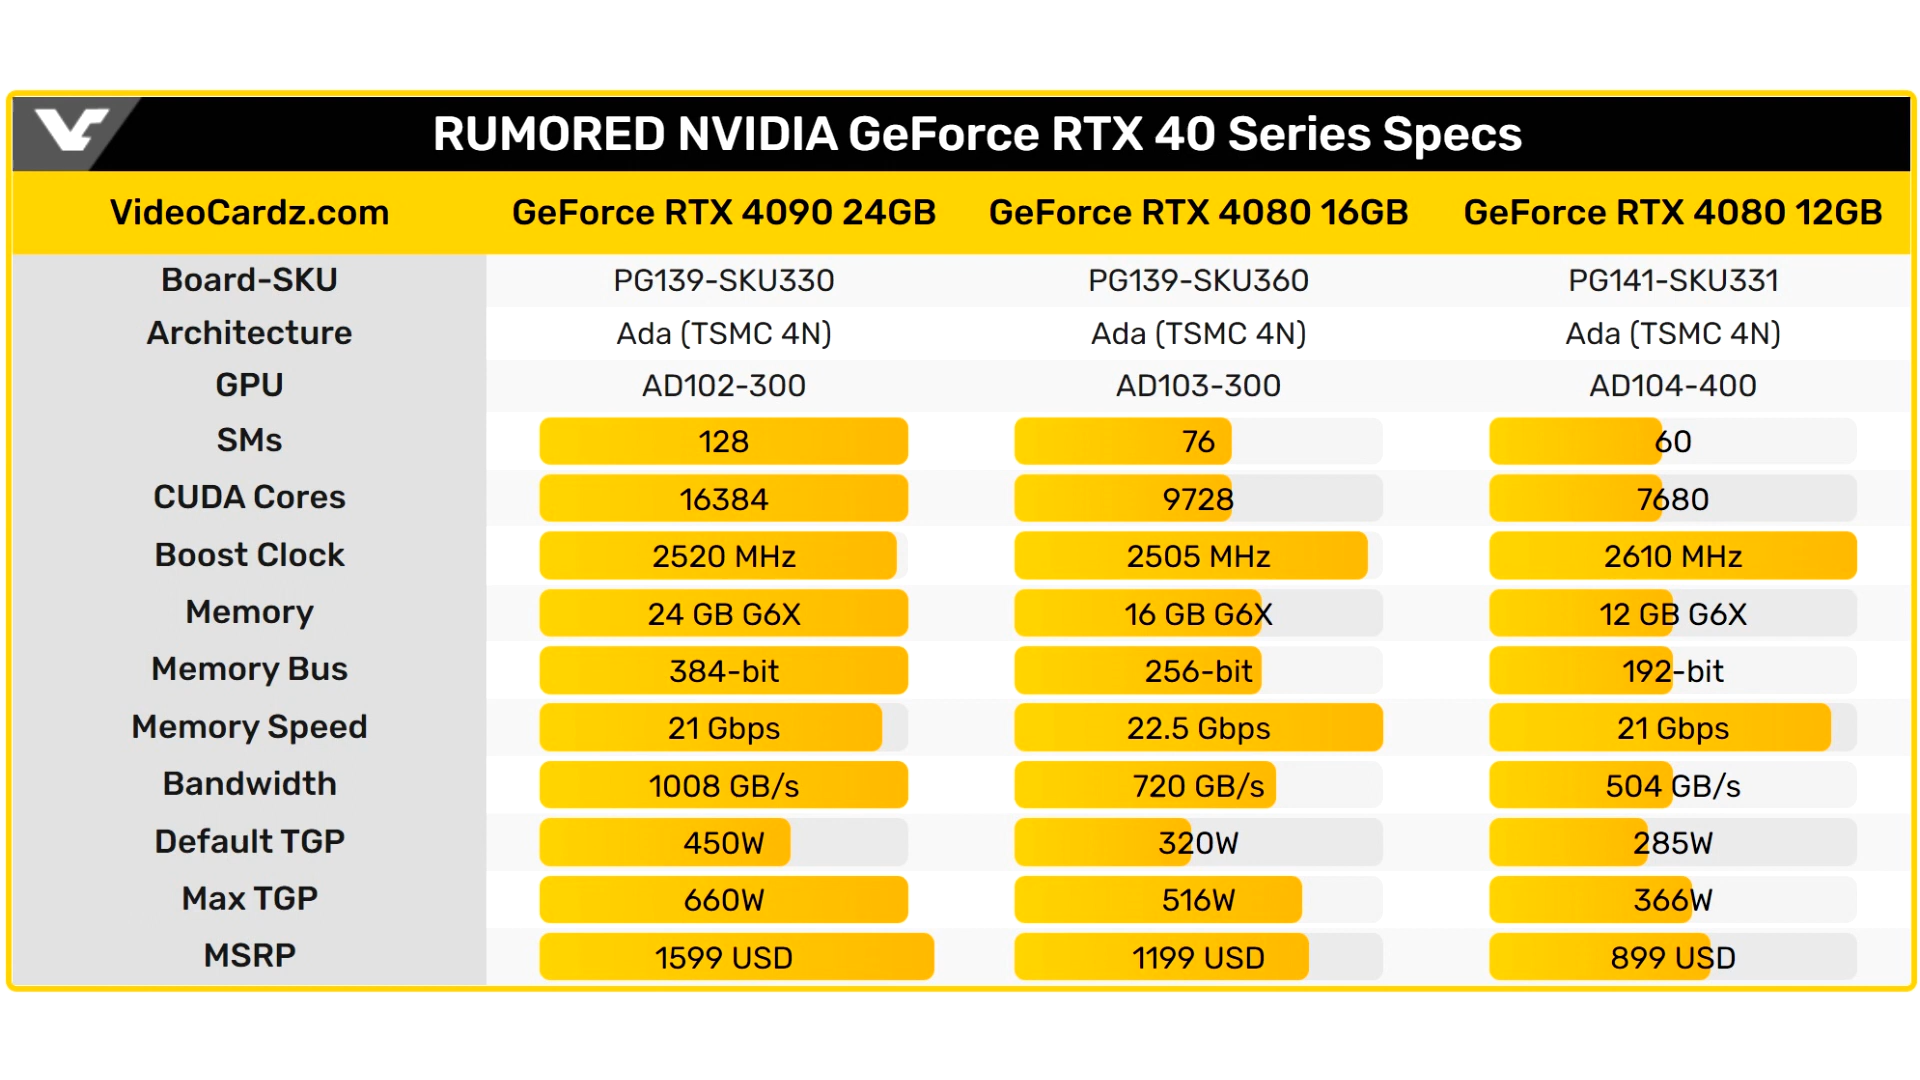 RUMORED NVIDIA GeForce RTX 40 Series Specs
VideoCardz.com GeForce RTX 4090 24GB GeForce RTX 4080 16GB GeForce RTX 4080 12GB
Board-SKU PG139-SKU330 PG139-SKU360 PG141-SKU331
Architecture Ada (TSMC 4N) Ada (TSMC 4N) Ada (TSMC 4N)
GPU AD102-300 AD103-300 AD104-400
SMs 128 76 60
CUDA Cores 16384 9728 7680
Boost Clock 2520 MHz 2505 MHz 2610 MHz
Memory 24 GB G6X 16 GB G6X 12 GB G6X
Memory Bus 384-bit 256-bit 192-bit
Memory Speed 21 Gbps 22.5 Gbps 21 Gbps
Bandwidth 1008 GB/s 720 GB/s 504 GB/s
Default TGP 450W 320W 285W
Max TGP 660W 516W 366W
MSRP 1599 USD 1199 USD 899 USD